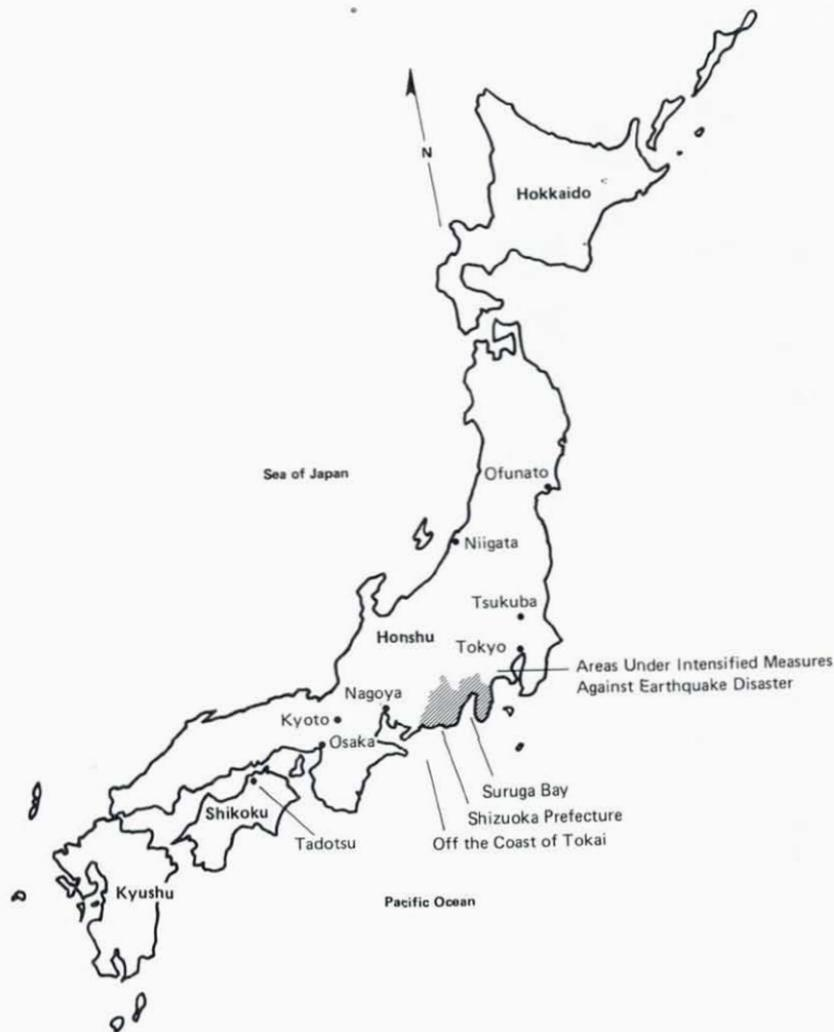 N
Hokkaido
Sea of Japan
Ofunato
Niigata
Tsukuba
Honshu
Tokyo
Areas Under Intensified Measures
Against Earthquake Disaster
Nagoya
Kyoto
Osaka
Suruga Bay
Shikoku
Shizuoka Prefecture
Tadotsu
Off the Coast of Tokai
Kyushu
Pacific Ocean